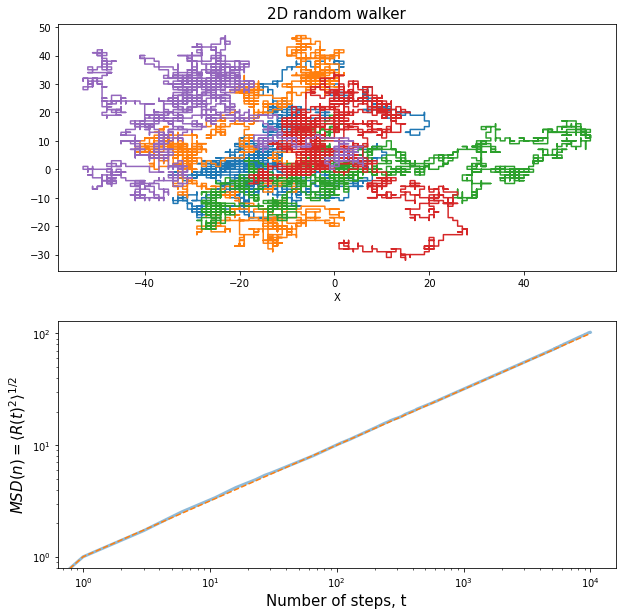 2D random walker
50
40
30
20
10
0
−10
−20
−30
−40 −20 0 20 40
X
10²
10¹
10⁰
MSD(n) = ⟨R(t)²⟩^{1/2}
10⁰ 10¹ 10² 10³ 10⁴
Number of steps, t